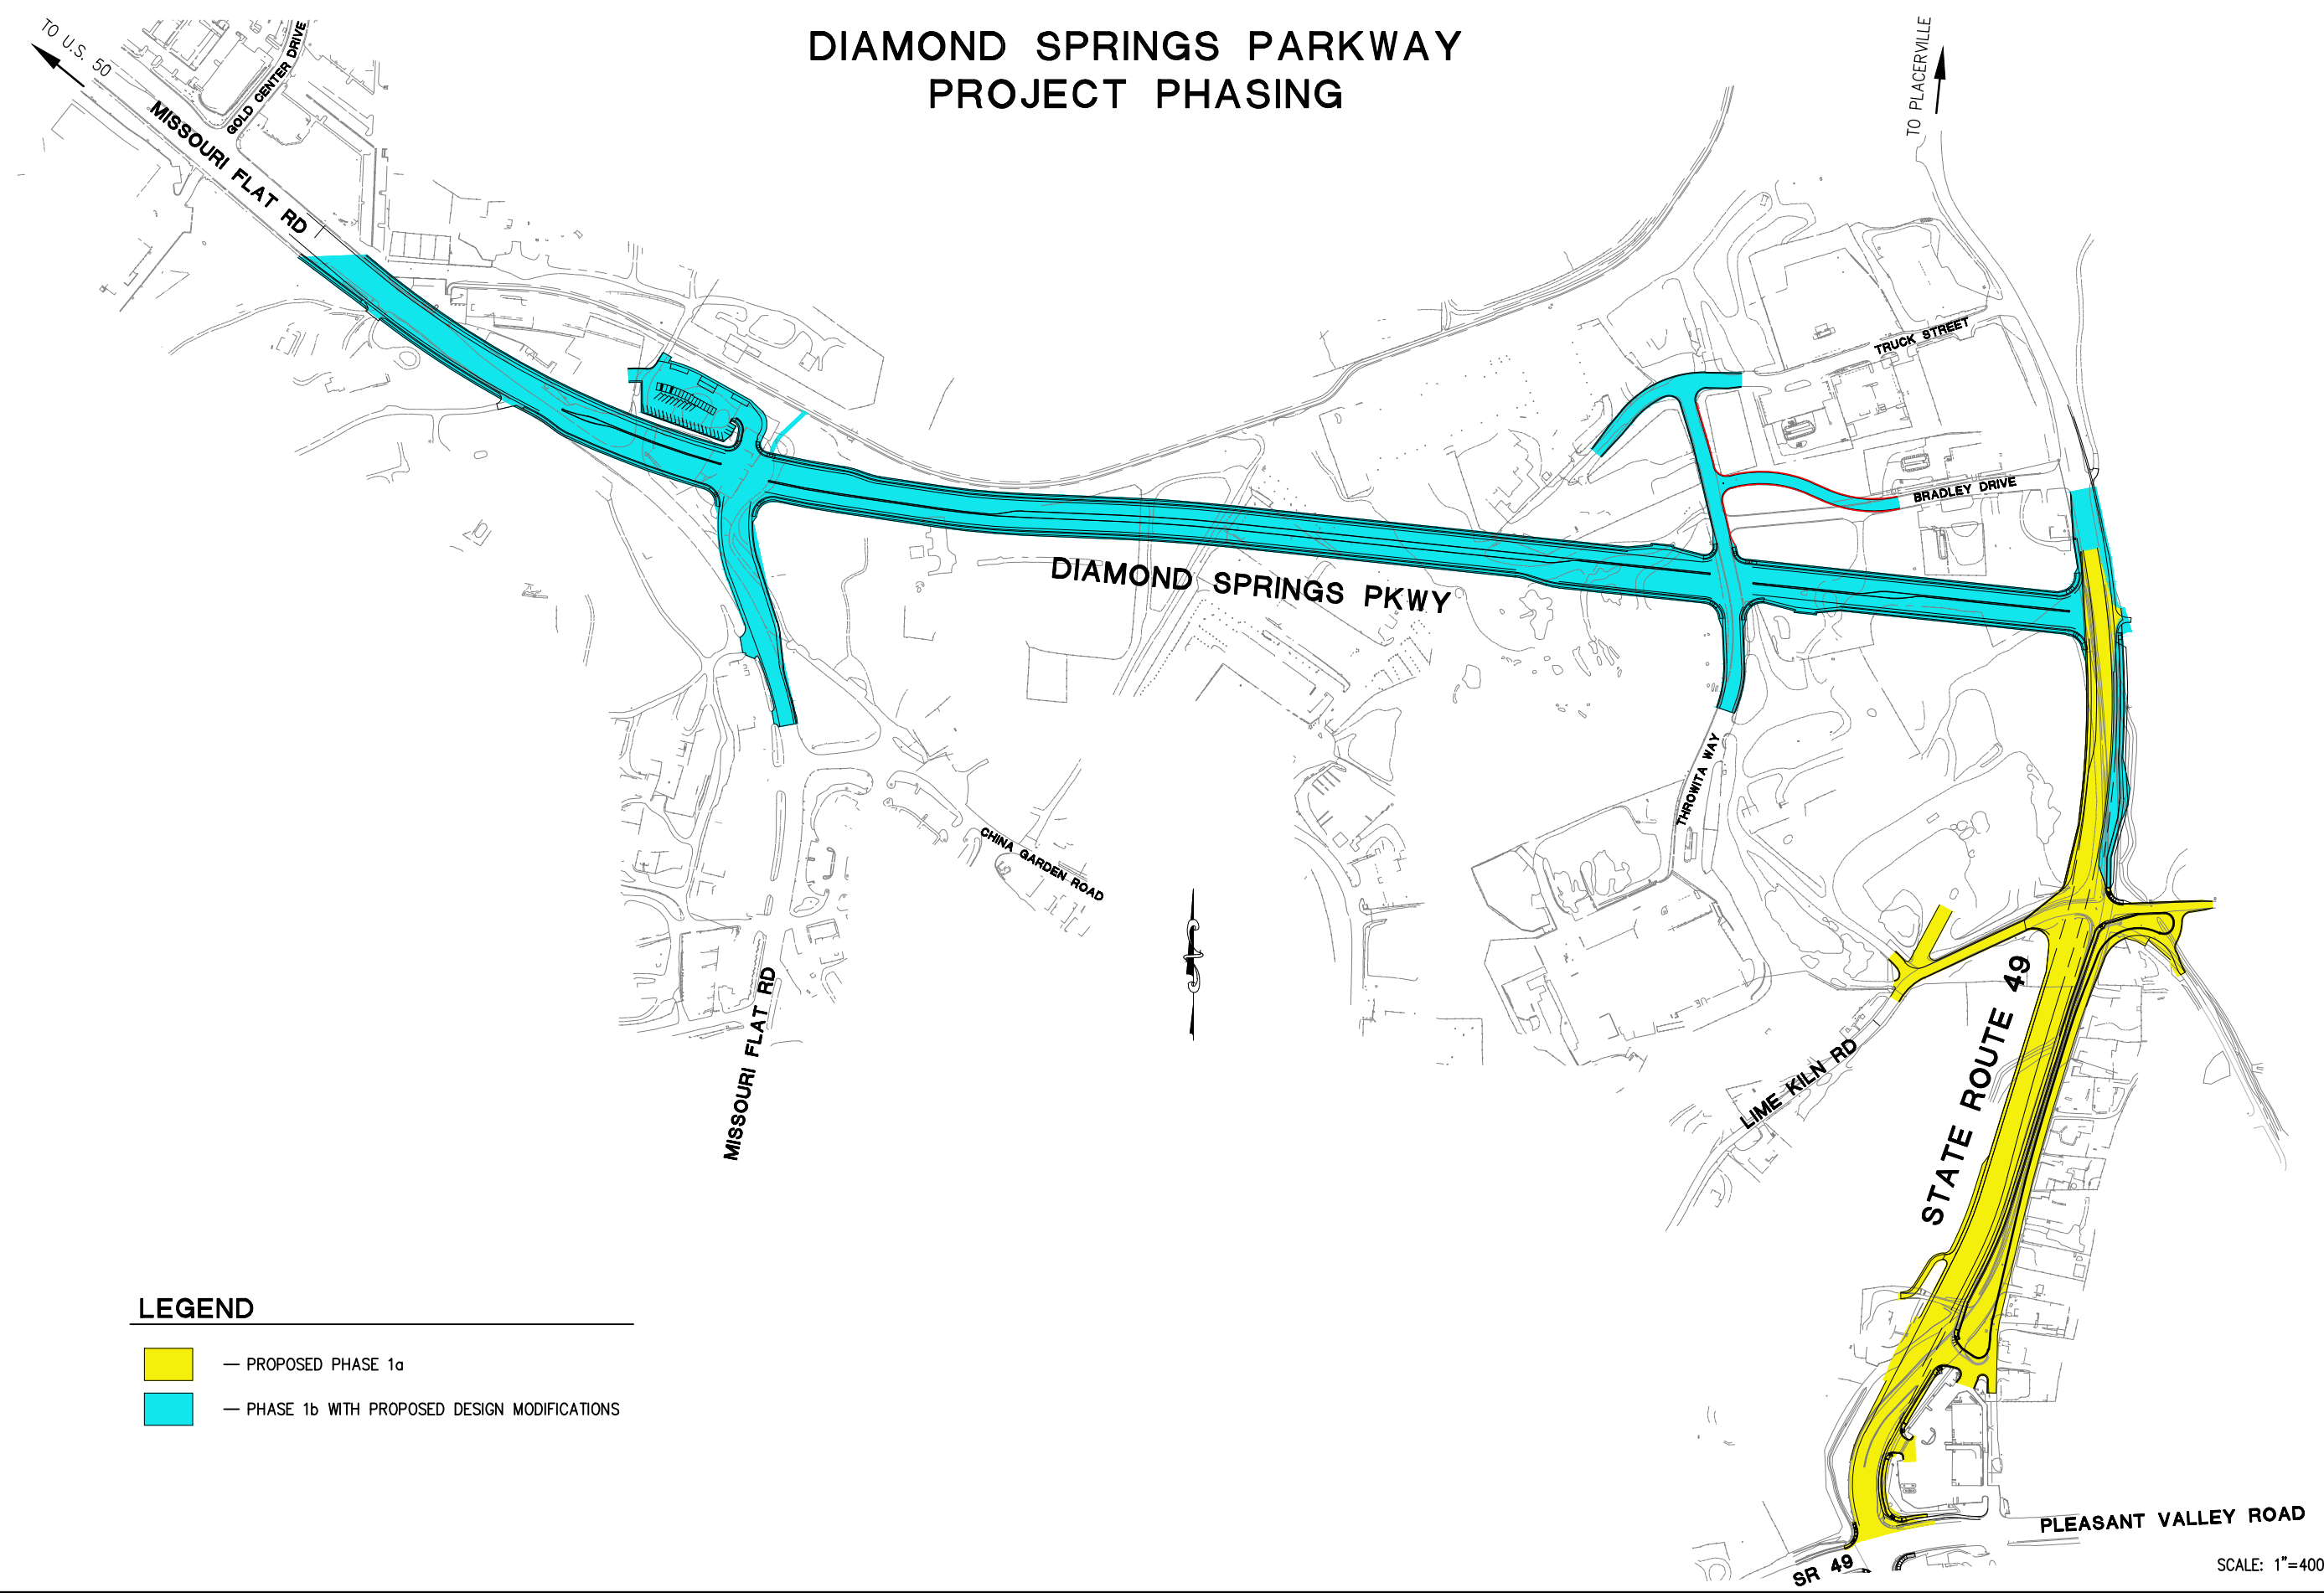 DIAMOND SPRINGS PARKWAY
PROJECT PHASING
TO U.S. 50
GOLD CENTER DRIVE
MISSOURI FLAT RD
TO PLACERVILLE
TRUCK STREET
BRADLEY DRIVE
DIAMOND SPRINGS PKWY
THROWITA WAY
CHINA GARDEN ROAD
MISSOURI FLAT RD
STATE ROUTE 49
LIME KILN RD
LEGEND
— PROPOSED PHASE 1a
— PHASE 1b WITH PROPOSED DESIGN MODIFICATIONS
PLEASANT VALLEY ROAD
SR 49
SCALE: 1"=400